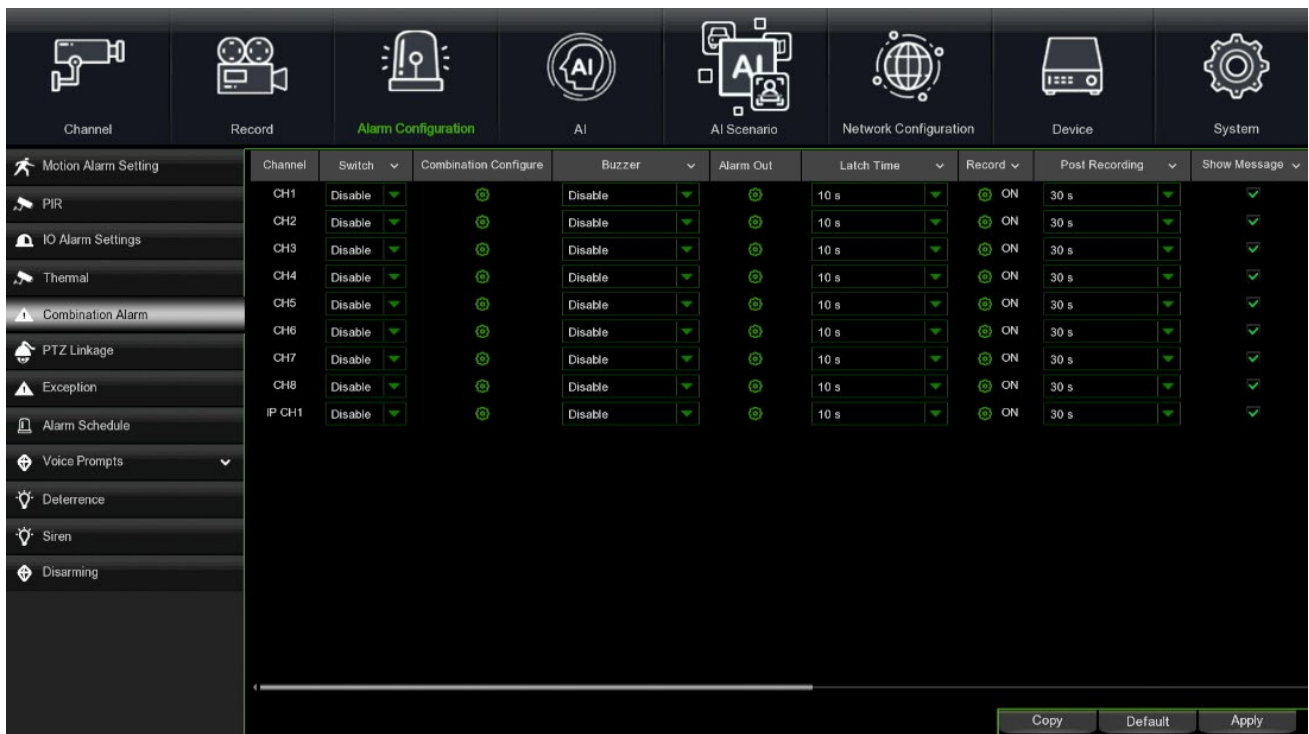 Channel Record Alarm Configuration AI AI Scenario Network Configuration Device System
AI
AI
Motion Alarm Setting
PIR
IO Alarm Settings
Thermal
Combination Alarm
PTZ Linkage
Exception
Alarm Schedule
Voice Prompts
Deterrence
Siren
Disarming
Channel Switch Combination Configure Buzzer Alarm Out Latch Time Record Post Recording Show Message
CH1 Disable Disable 10 s ON 30 s
CH2 Disable Disable 10 s ON 30 s
CH3 Disable Disable 10 s ON 30 s
CH4 Disable Disable 10 s ON 30 s
CH5 Disable Disable 10 s ON 30 s
CH6 Disable Disable 10 s ON 30 s
CH7 Disable Disable 10 s ON 30 s
CH8 Disable Disable 10 s ON 30 s
IP CH1 Disable Disable 10 s ON 30 s
Copy Default Apply